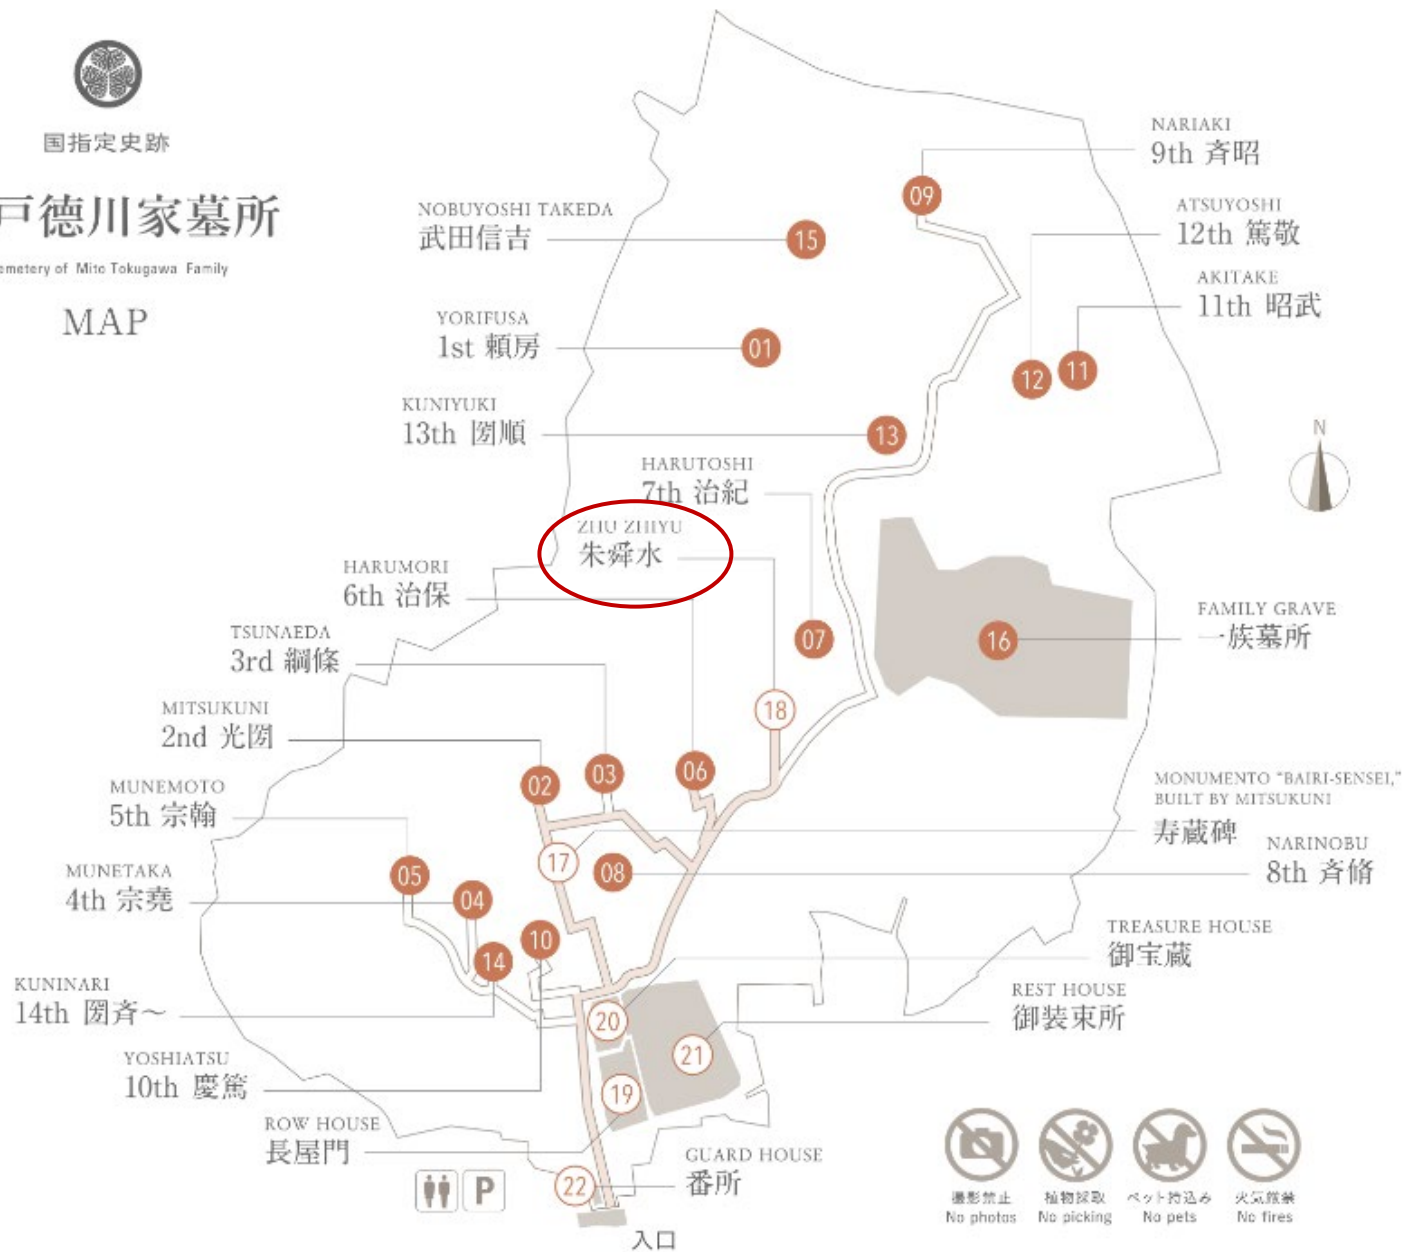 国指定史跡
戸德川家墓所
emetery of Mito Tokugawa Family
MAP
NARIAKI
9th 斉昭
09
ATSUYOSHI
12th 篤敬
12
AKITAKE
11th 昭武
11
NOBUYOSHI TAKEDA
武田信吉
15
YORIFUSA
1st 頼房
01
KUNIYUKI
13th 圀順
13
HARUTOSHI
7th 治紀
07
ZHU ZHIYU
朱舜水
18
HARUMORI
6th 治保
06
TSUNAEDA
3rd 綱條
03
MITSUKUNI
2nd 光圀
02
MUNEMOTO
5th 宗翰
05
MUNETAKA
4th 宗堯
04
KUNINARI
14th 圀斉~
14
YOSHIATSU
10th 慶篤
10
ROW HOUSE
長屋門
19
N
FAMILY GRAVE
一族墓所
16
MONUMENTO "BAIRI-SENSEI,"
BUILT BY MITSUKUNI
寿蔵碑
17
NARINOBU
8th 斉脩
08
TREASURE HOUSE
御宝蔵
20
REST HOUSE
御装束所
21
GUARD HOUSE
番所
22
P
入口
撮影禁止
No photos
植物採取
No picking
ペット持込み
No pets
火気厳禁
No fires